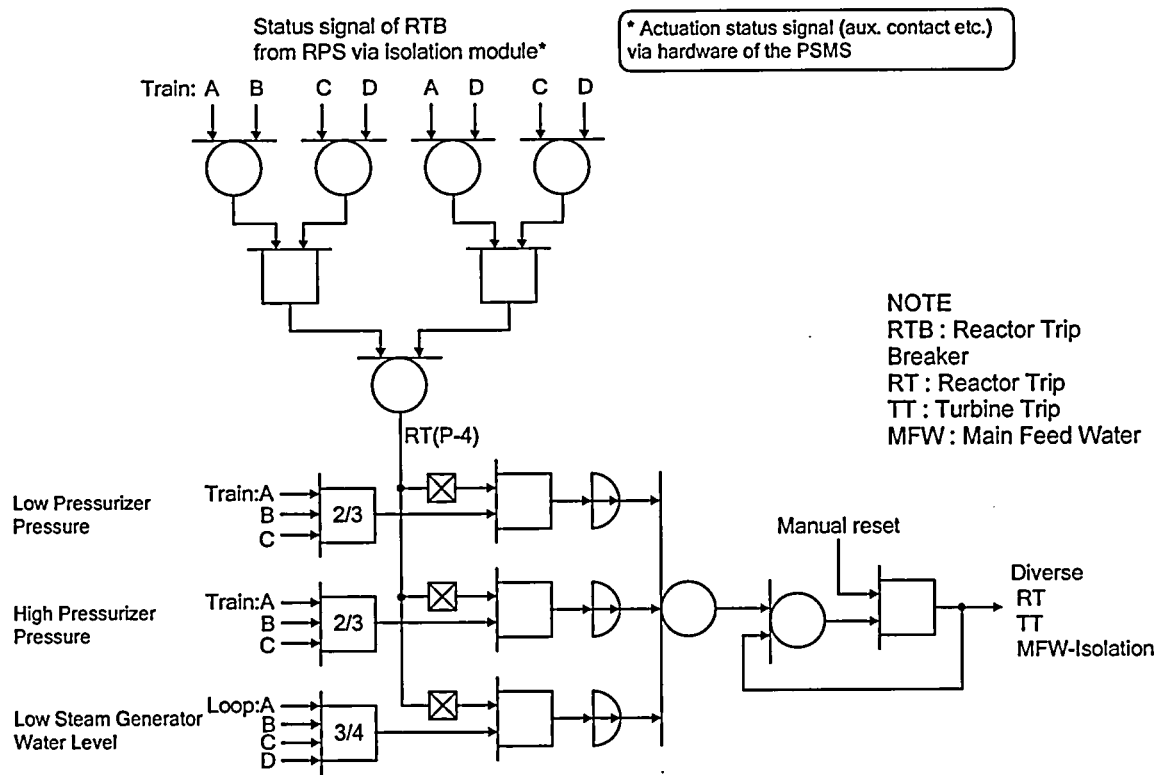 Status signal of RTB
from RPS via isolation module*
* Actuation status signal (aux. contact etc.)
via hardware of the PSMS
Train: A B C D A D C D
NOTE
RTB : Reactor Trip
Breaker
RT : Reactor Trip
TT : Turbine Trip
MFW : Main Feed Water
RT(P-4)
Low Pressurizer
Pressure
Train:A
B
C
2/3
Manual reset
High Pressurizer
Pressure
Train:A
B
C
2/3
Diverse
RT
TT
MFW-Isolation
Low Steam Generator
Water Level
Loop:A
B
C
D
3/4